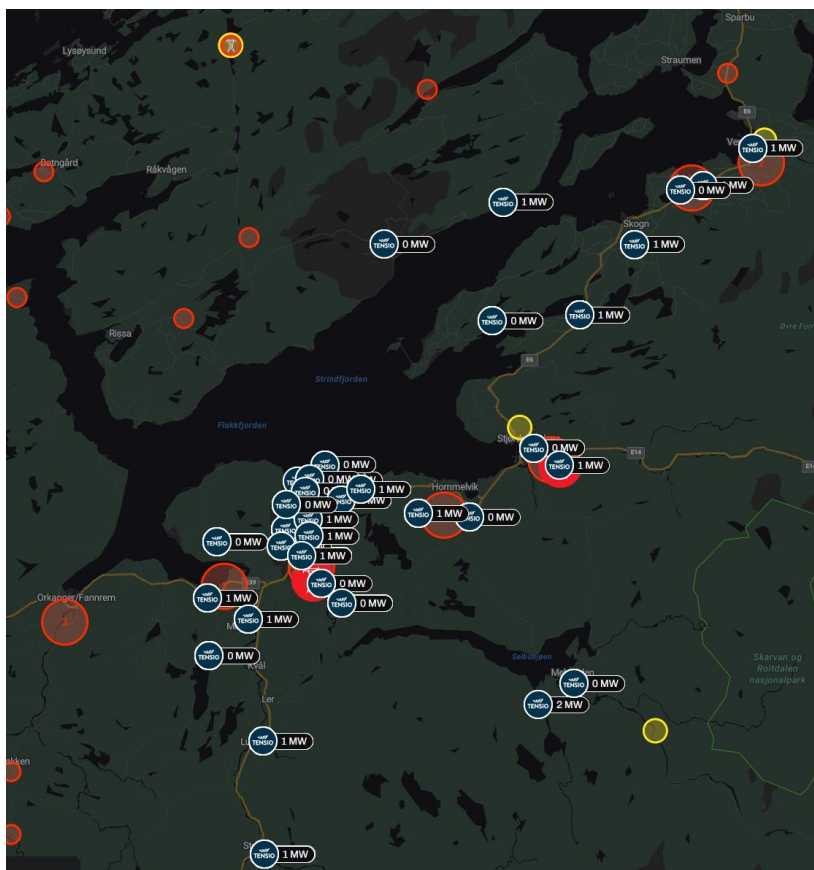 Sparbu
Lysøysund
Straumen
E6
TENSIO 1 MW
Råkvågen
TENSIO 0 MW
MW
TENSIO 1 MW
Skogn
TENSIO 0 MW
TENSIO 1 MW
TENSIO 1 MW
TENSIO 0 MW
Rissa
E6
Strindfjorden
Flakkfjorden
TENSIO 0 MW
E14
TENSIO 1 MW
TENSIO 0 MW
TENSIO 1 MW
Hommelvik
TENSIO 0 MW
TENSIO 1 MW
TENSIO 0 MW
1 MW
TENSIO 0 MW
TENSIO 1 MW
TENSIO 1 MW
TENSIO 0 MW
Orkanger/Fannrem
TENSIO 1 MW
TENSIO 0 MW
TENSIO 1 MW
TENSIO 0 MW
Kvål
Selbusjøen
Skarvan og
Roltdalen
nasjonalpark
TENSIO 0 MW
Ler
TENSIO 2 MW
TENSIO 1 MW
TENSIO 1 MW